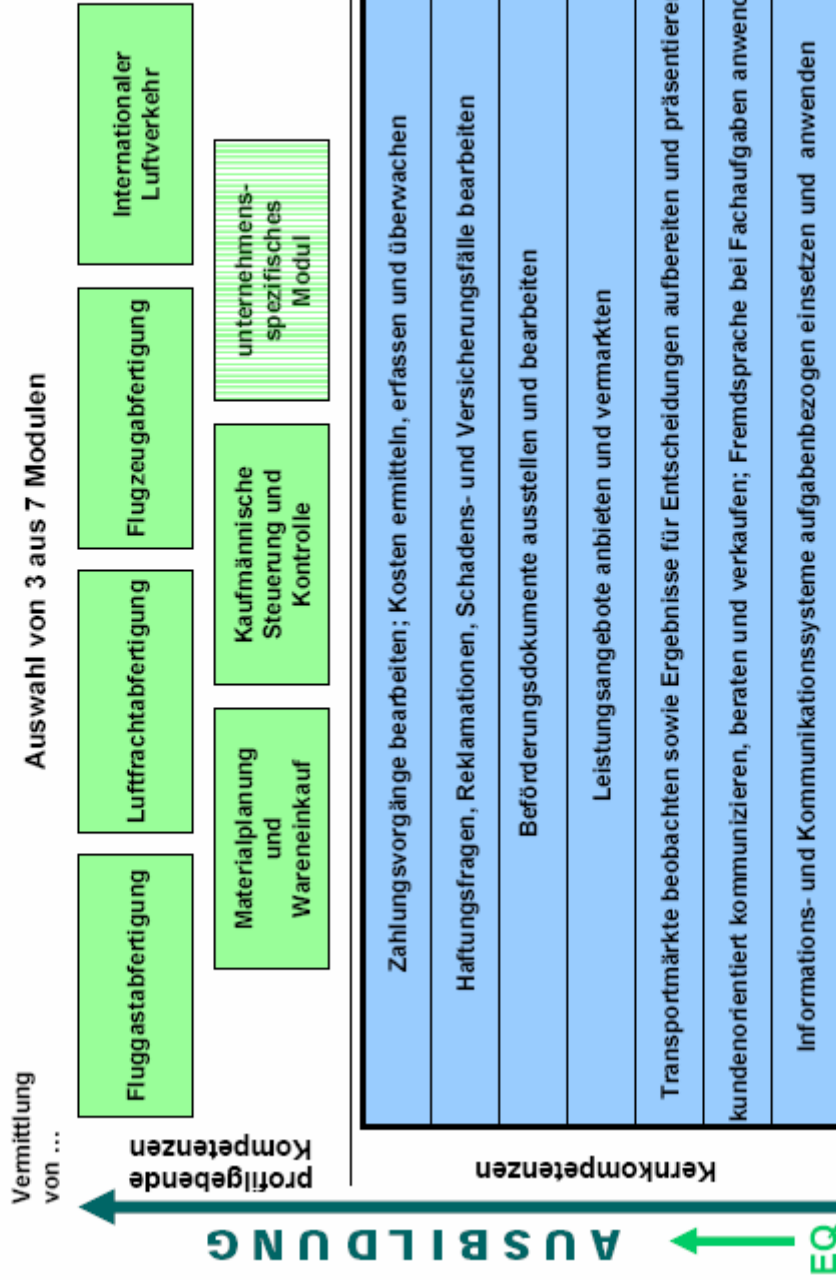 Auswahl von 3 aus 7 Modulen
Vermittlung
von ...
Fluggastabfertigung
Luftfrachtabfertigung
Flugzeugabfertigung
Internationaler
Luftverkehr
Materialplanung
und
Wareneinkauf
Kaufmännische
Steuerung und
Kontrolle
unternehmens-
spezifisches
Modul
profilgebende
Kompetenzen
Zahlungsvorgänge bearbeiten; Kosten ermitteln, erfassen und überwachen
Haftungsfragen, Reklamationen, Schadens- und Versicherungsfälle bearbeiten
Beförderungsdokumente ausstellen und bearbeiten
Leistungsangebote anbieten und vermarkten
Transportmärkte beobachten sowie Ergebnisse für Entscheidungen aufbereiten und präsentiere
kundenorientiert kommunizieren, beraten und verkaufen; Fremdsprache bei Fachaufgaben anwend
Informations- und Kommunikationssysteme aufgabenbezogen einsetzen und anwenden
Kernkompetenzen
AUSBILDUNG
EQ